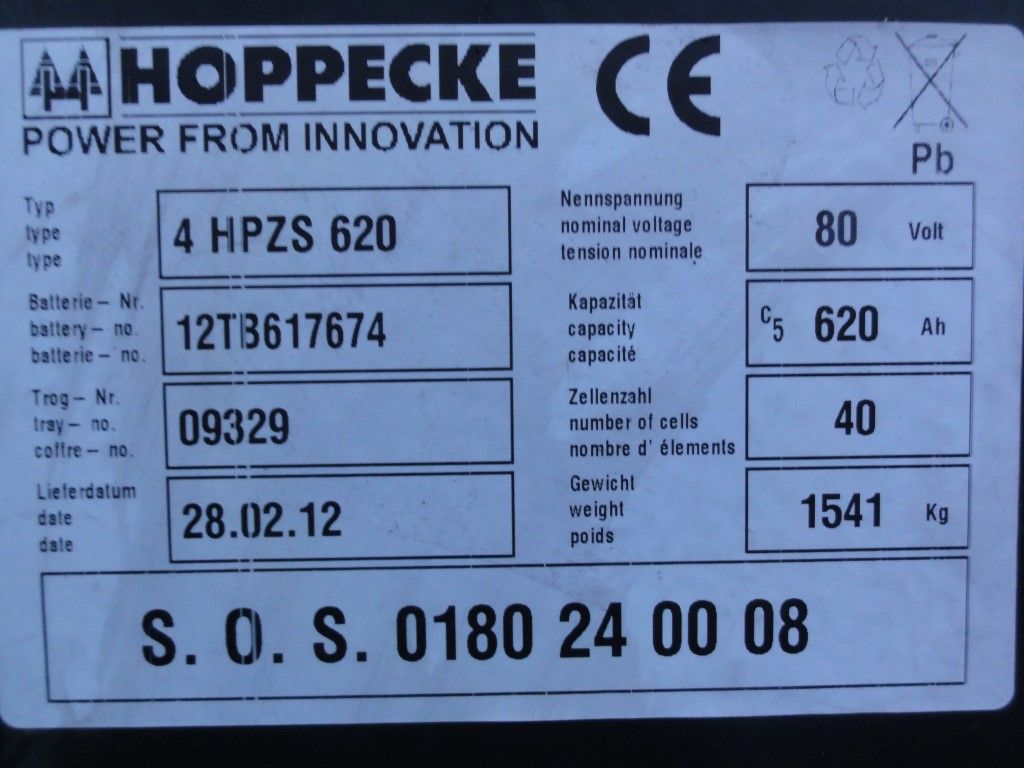 HOPPECKE
POWER FROM INNOVATION
CE
Pb
Typ
type
type
4 HPZS 620
Nennspannung
nominal voltage
tension nominale
80 Volt
Batterie – Nr.
battery – no.
batterie – no.
12TB617674
Kapazität
capacity
capacité
C5 620 Ah
Trog – Nr.
tray – no.
coffre – no.
09329
Zellenzahl
number of cells
nombre d' élements
40
Lieferdatum
date
date
28.02.12
Gewicht
weight
poids
1541 Kg
S. O. S. 0180 24 00 08